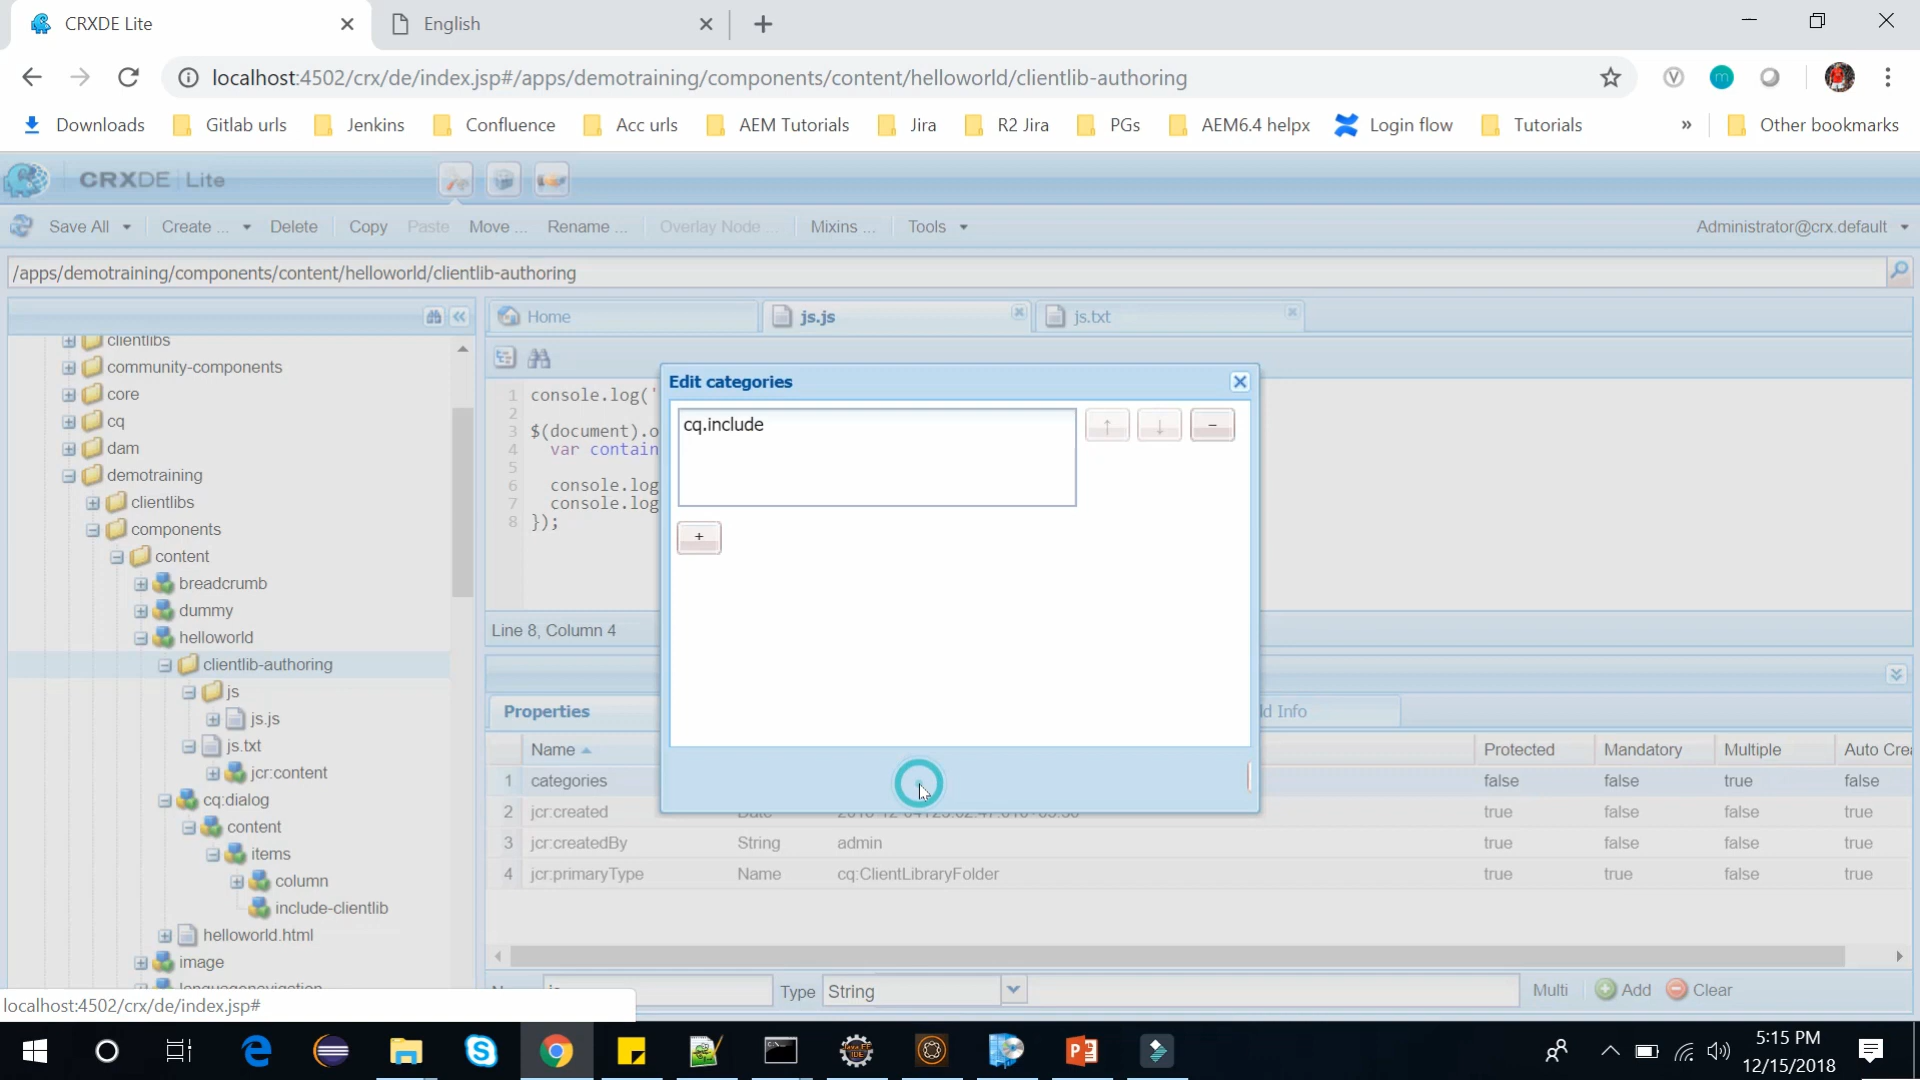 CRXDE Lite
English
localhost:4502/crx/de/index.jsp#/apps/demotraining/components/content/helloworld/clientlib-authoring
Downloads Gitlab urls Jenkins Confluence Acc urls AEM Tutorials Jira R2 Jira PGs AEM6.4 helpx Login flow Tutorials » Other bookmarks
CRXDE | Lite
Save All Create ... Delete Copy Paste Move ... Rename ... Overlay Node ... Mixins ... Tools Administrator@crx.default
/apps/demotraining/components/content/helloworld/clientlib-authoring
clientlibs
community-components
core
cq
dam
demotraining
clientlibs
components
content
breadcrumb
dummy
helloworld
clientlib-authoring
js
js.js
js.txt
jcr:content
cq:dialog
content
items
column
include-clientlib
helloworld.html
image
localhost:4502/crx/de/index.jsp#
Home js.js js.txt
1 console.log('
2
3 $(document).o
4 var contain
5
6 console.log
7 console.log
8 });
Line 8, Column 4
Edit categories
cq.include
↑ ↓ -
+
Properties
Name Protected Mandatory Multiple Auto Cre
1 categories false false true false
2 jcr:created true false false true
3 jcr:createdBy String admin true false false true
4 jcr:primaryType Name cq:ClientLibraryFolder true true false true
Type String Multi Add Clear
5:15 PM
12/15/2018